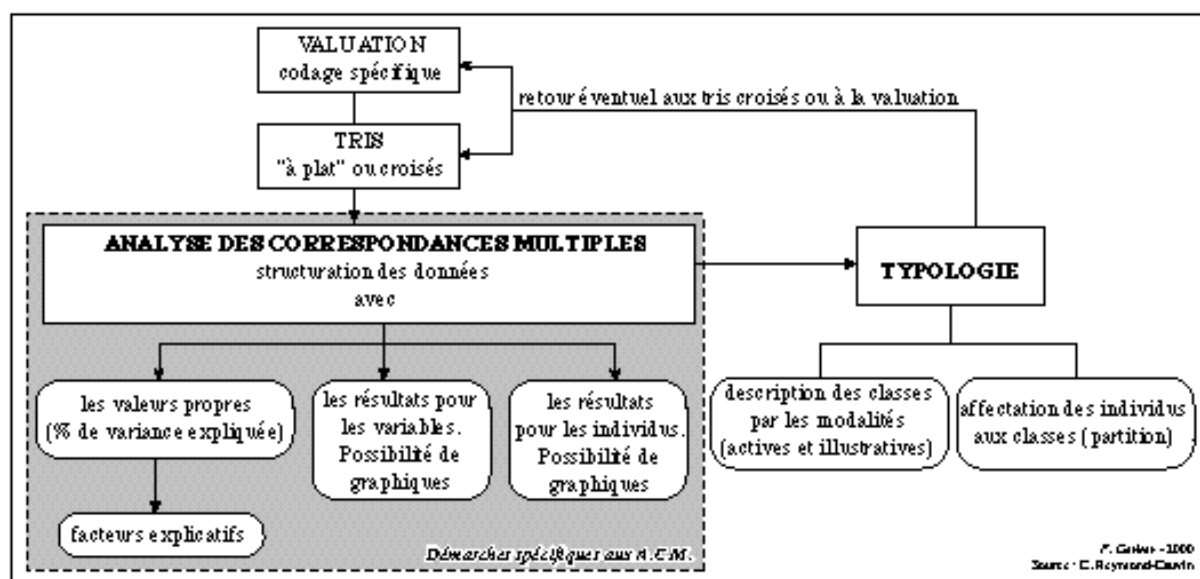 VALUATION
codage spécifique
retour éventuel aux tris croisés ou à la valuation
TRIS
"à plat" ou croisés
ANALYSE DES CORRESPONDANCES MULTIPLES
structuration des données
avec
TYPOLOGIE
les valeurs propres
(% de variance expliquée)
les résultats pour
les variables.
Possibilité de
graphiques
les résultats
pour les individus.
Possibilité de
graphiques
description des classes
par les modalités
(actives et illustratives)
affectation des individus
aux classes (partition)
facteurs explicatifs
Démarches spécifiques aux A.C.M.
- 2000
Source : C.